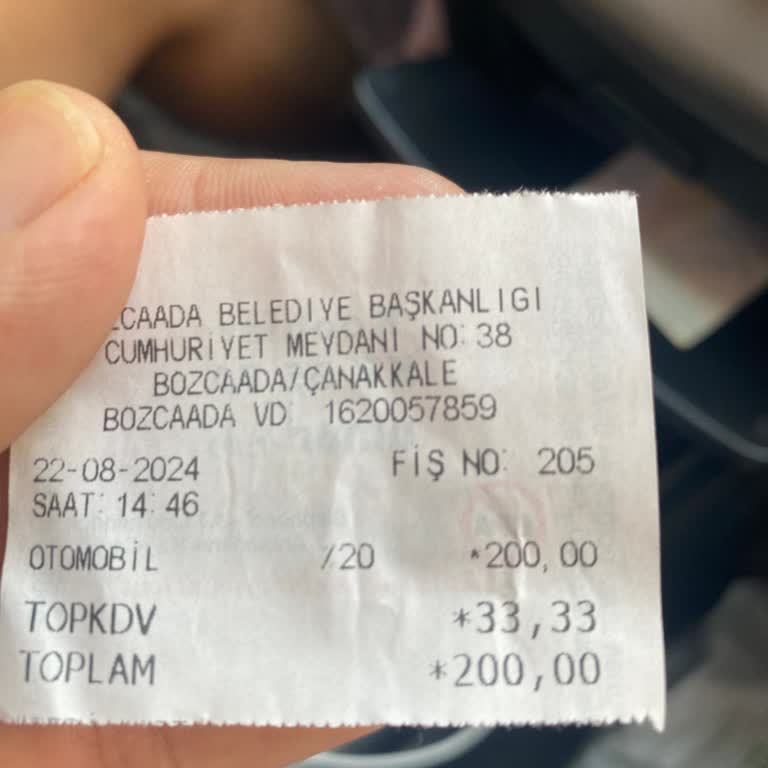 ZCAADA BELEDİYE BAŞKANLIGI
CUMHURİYET MEYDANI NO: 38
BOZCAADA/ÇANAKKALE
BOZCAADA VD 1620057859
22-08-2024 FİŞ NO: 205
SAAT: 14:46
OTOMOBİL /20 *200,00
TOPKDV *33,33
TOPLAM *200,00